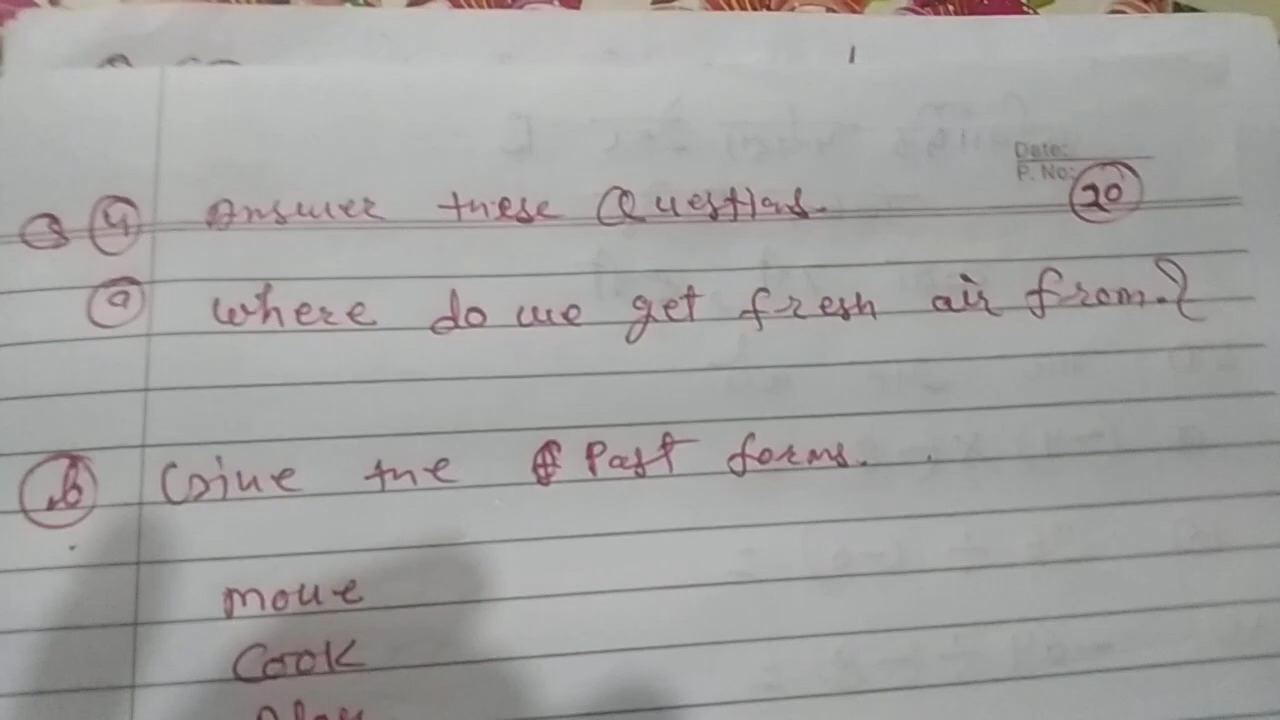 Date:
P. No: 20
Q 4 Answer these Questions.
a where do we get fresh air from?
b Give the Past forms.
move
Cook
Play